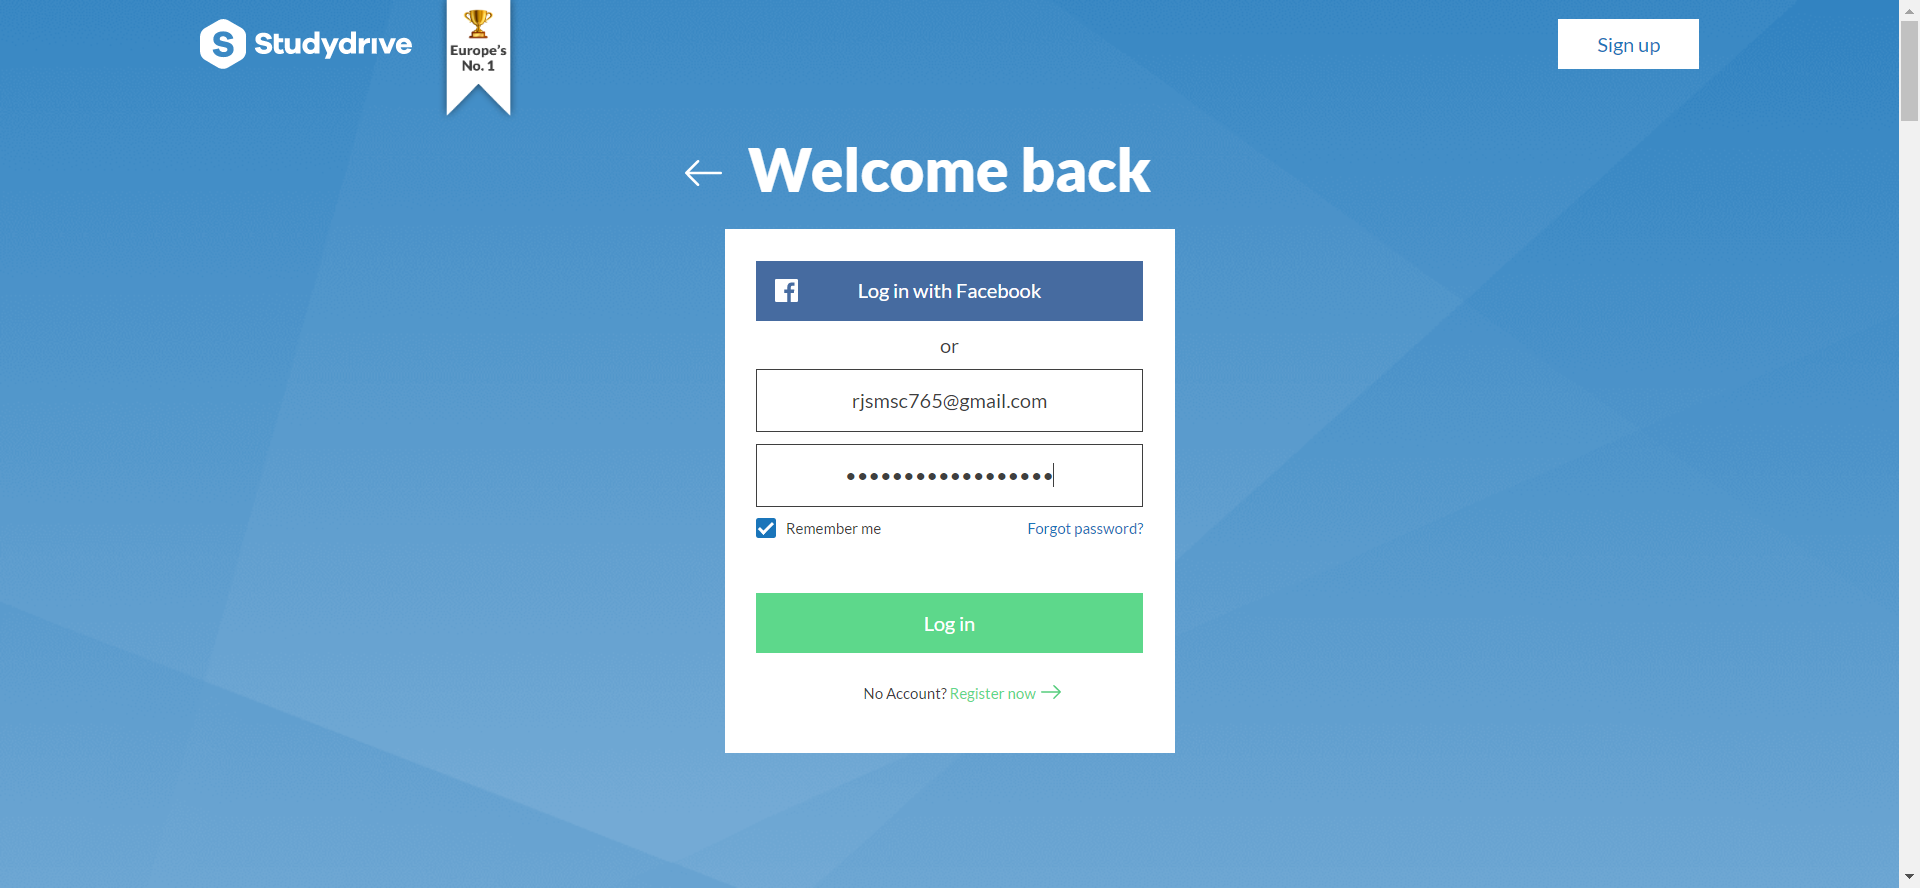 Studydrive
Europe's
No. 1
Sign up
Welcome back
Log in with Facebook
or
rjsmsc765@gmail.com
••••••••••••••••••
Remember me
Forgot password?
Log in
No Account? Register now